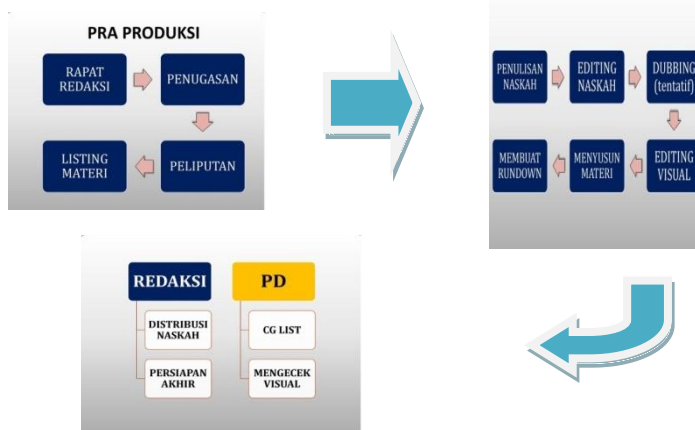 PRA PRODUKSI
RAPAT
REDAKSI
PENUGASAN
LISTING
MATERI
PELIPUTAN
PENULISAN
NASKAH
EDITING
NASKAH
DUBBING
(tentatif)
MEMBUAT
RUNDOWN
MENYUSUN
MATERI
EDITING
VISUAL
REDAKSI
DISTRIBUSI
NASKAH
PERSIAPAN
AKHIR
PD
CG LIST
MENGECEK
VISUAL